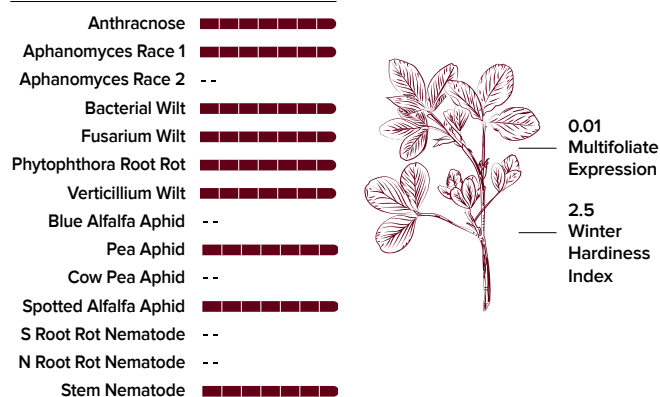 Anthracnose
Aphanomyces Race 1
Aphanomyces Race 2 --
Bacterial Wilt
Fusarium Wilt
Phytophthora Root Rot
Verticillium Wilt
Blue Alfalfa Aphid --
Pea Aphid
Cow Pea Aphid --
Spotted Alfalfa Aphid
S Root Rot Nematode --
N Root Rot Nematode --
Stem Nematode
0.01
Multifoliate
Expression
2.5
Winter
Hardiness
Index